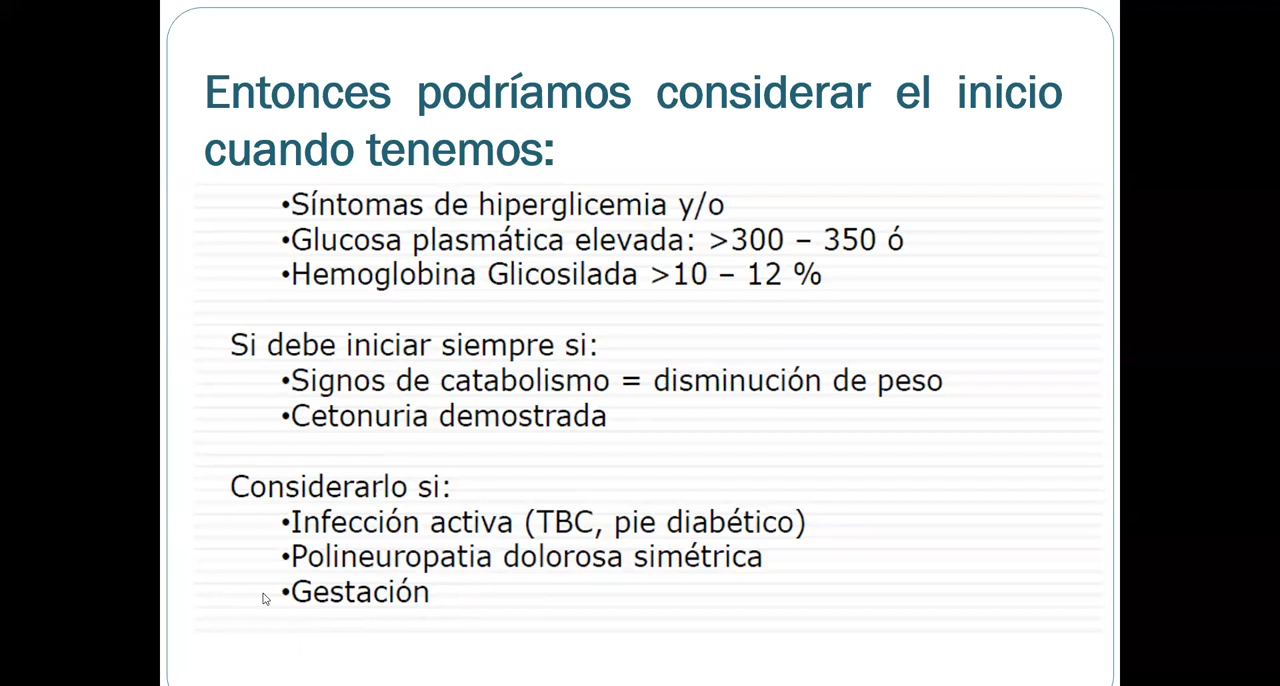 Entonces podríamos considerar el inicio
cuando tenemos:
•Síntomas de hiperglicemia y/o
•Glucosa plasmática elevada: >300 – 350 ó
•Hemoglobina Glicosilada >10 – 12 %
Si debe iniciar siempre si:
•Signos de catabolismo = disminución de peso
•Cetonuria demostrada
Considerarlo si:
•Infección activa (TBC, pie diabético)
•Polineuropatia dolorosa simétrica
•Gestación